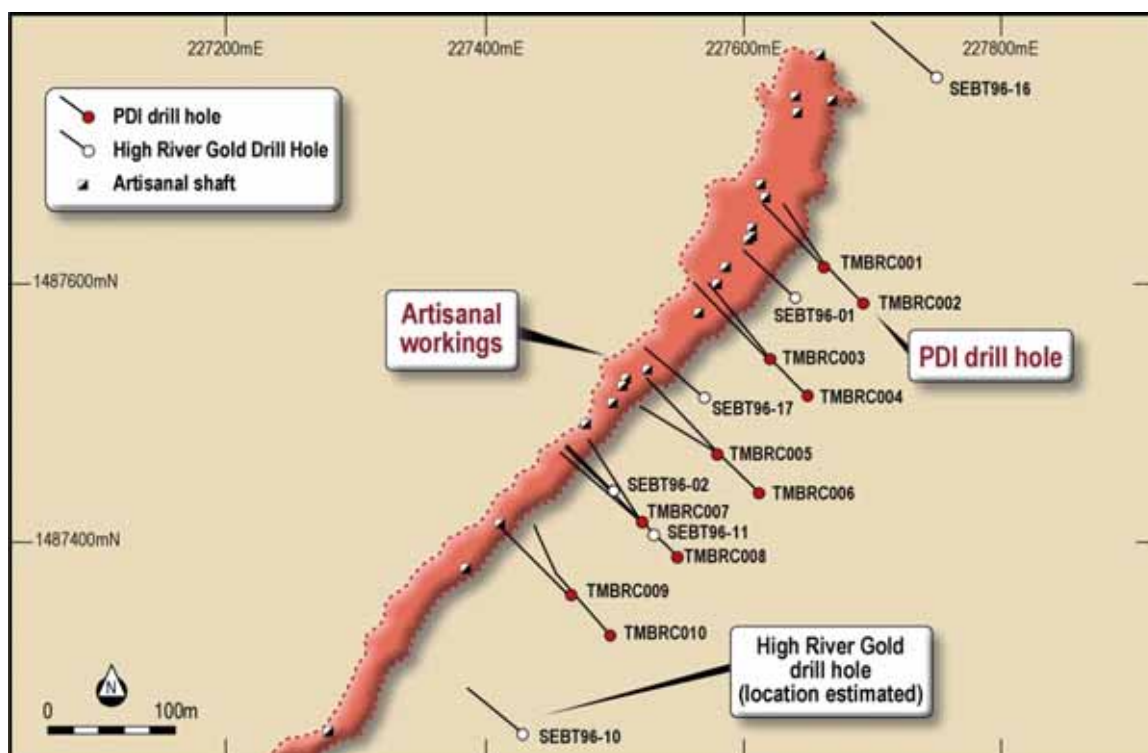 227200mE
227400mE
227600mE
227800mE
SEBT96-16
PDI drill hole
High River Gold Drill Hole
Artisanal shaft
TMBRC001
1487600mN
TMBRC002
SEBT96-01
Artisanal
workings
PDI drill hole
TMBRC003
TMBRC004
SEBT96-17
TMBRC005
SEBT96-02
TMBRC006
TMBRC007
SEBT96-11
1487400mN
TMBRC008
TMBRC009
TMBRC010
High River Gold
drill hole
(location estimated)
N
0 100m
SEBT96-10